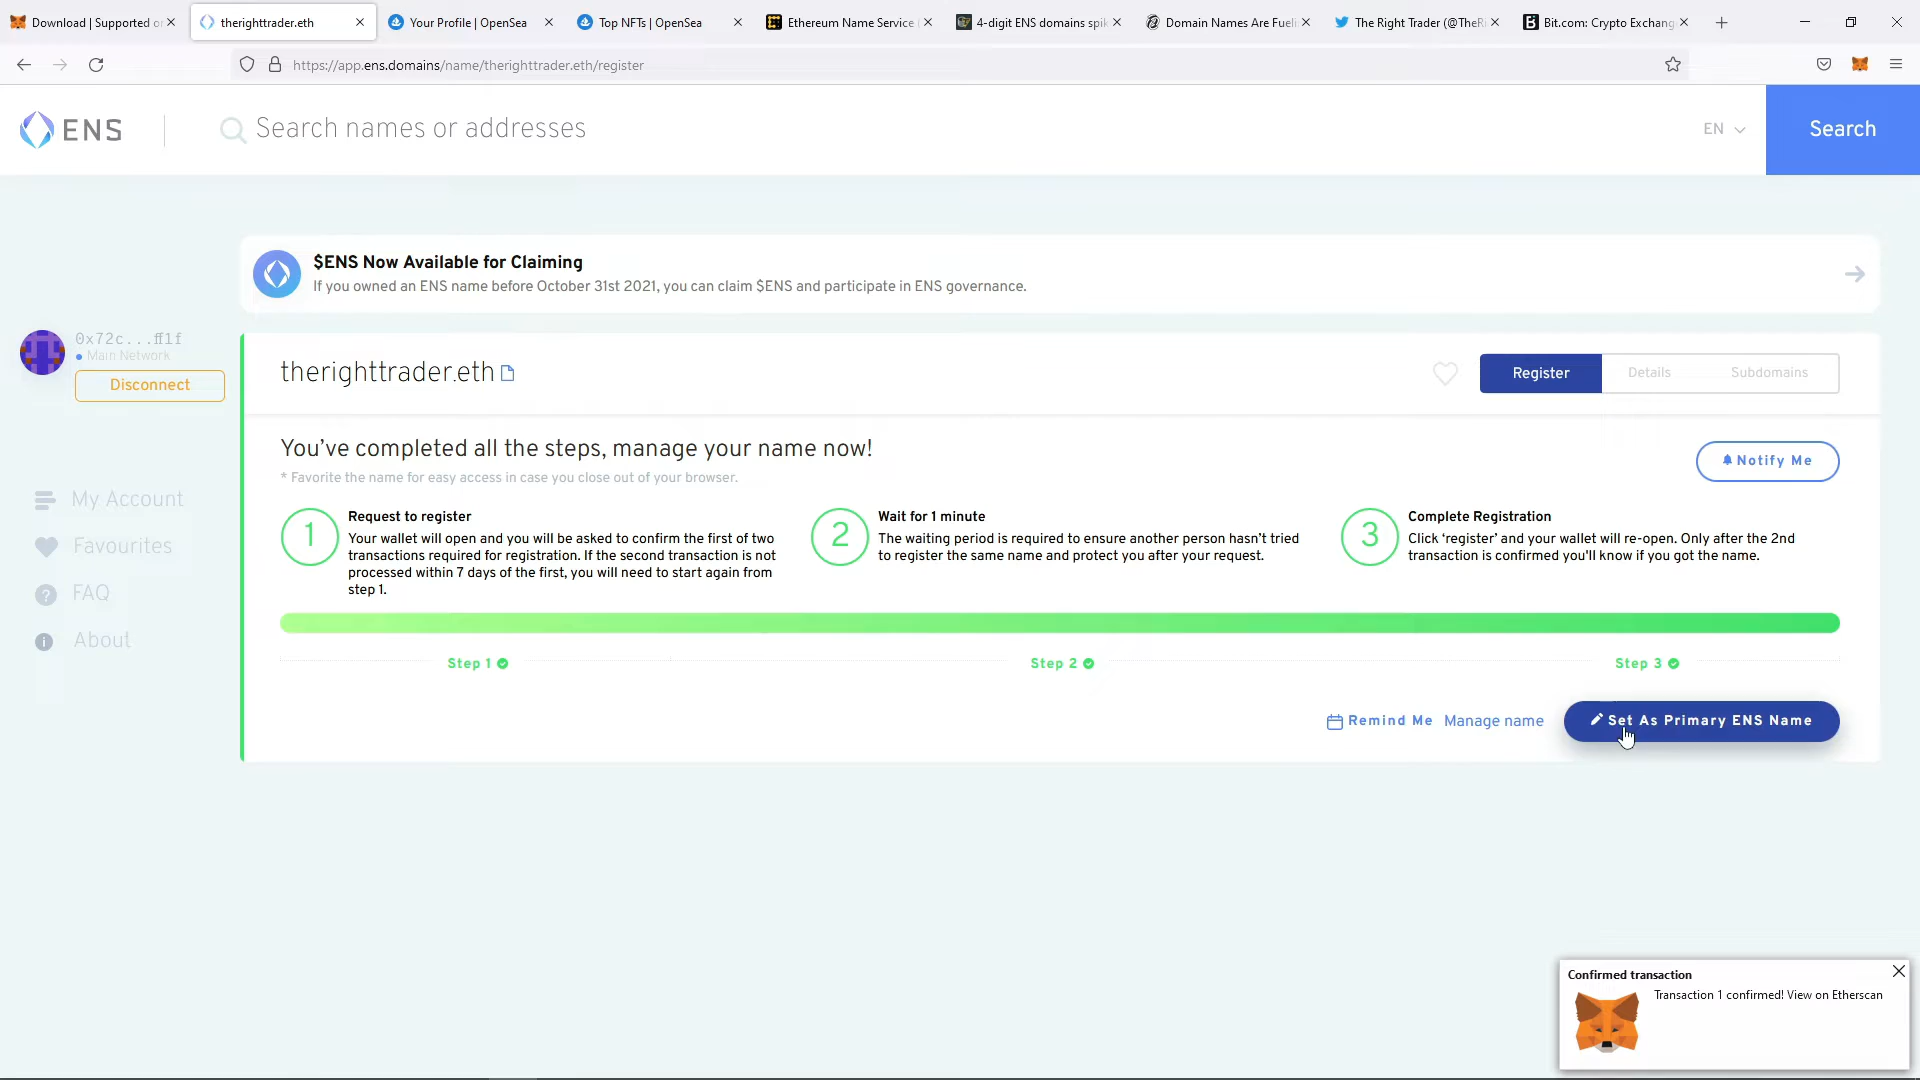 Download | Supported or
therighttrader.eth
Your Profile | OpenSea
Top NFTs | OpenSea
Ethereum Name Service
4-digit ENS domains spik
Domain Names Are Fueli
The Right Trader (@TheRi
Bit.com: Crypto Exchang
https://app.ens.domains/name/therighttrader.eth/register
ENS
Search names or addresses
EN
Search
$ENS Now Available for Claiming
If you owned an ENS name before October 31st 2021, you can claim $ENS and participate in ENS governance.
0x72c...ff1f
Main Network
Disconnect
My Account
Favourites
FAQ
About
therighttrader.eth
Register
Details
Subdomains
You’ve completed all the steps, manage your name now!
* Favorite the name for easy access in case you close out of your browser.
Notify Me
1
Request to register
Your wallet will open and you will be asked to confirm the first of two
transactions required for registration. If the second transaction is not
processed within 7 days of the first, you will need to start again from
step 1.
2
Wait for 1 minute
The waiting period is required to ensure another person hasn’t tried
to register the same name and protect you after your request.
3
Complete Registration
Click ‘register’ and your wallet will re-open. Only after the 2nd
transaction is confirmed you'll know if you got the name.
Step 1
Step 2
Step 3
Remind Me
Manage name
Set As Primary ENS Name
Confirmed transaction
Transaction 1 confirmed! View on Etherscan